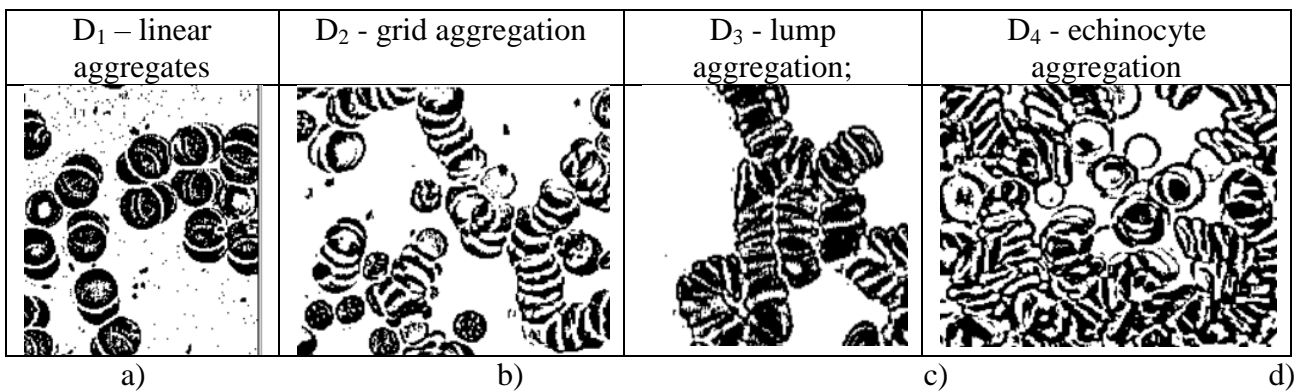 D₁ – linear
aggregates
D₂ - grid aggregation
D₃ - lump
aggregation;
D₄ - echinocyte
aggregation
a) b) c) d)